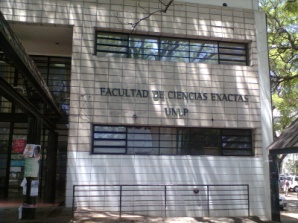 FACULTAD DE CIENCIAS EXACTAS
UNLP